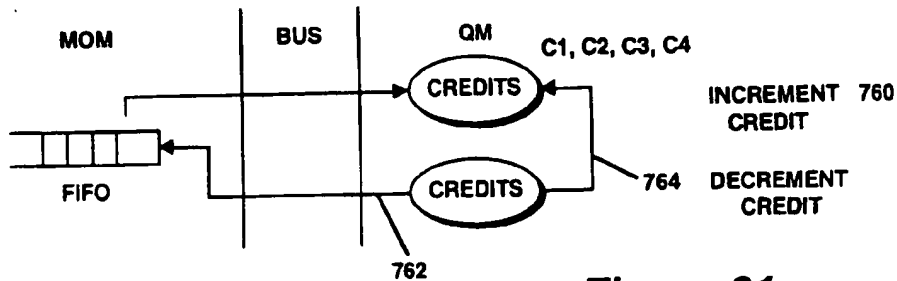 MOM
BUS
QM
C1, C2, C3, C4
CREDITS
INCREMENT 760
CREDIT
FIFO
CREDITS
764 DECREMENT
CREDIT
762